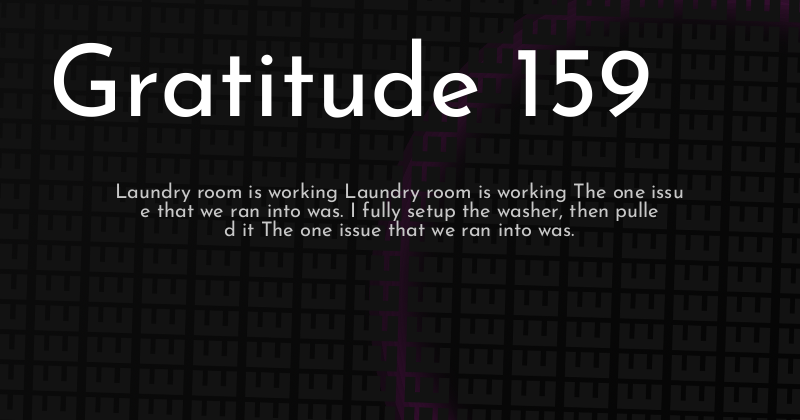 Gratitude 159
Laundry room is working Laundry room is working The one issu
e that we ran into was. I fully setup the washer, then pulle
d it The one issue that we ran into was.